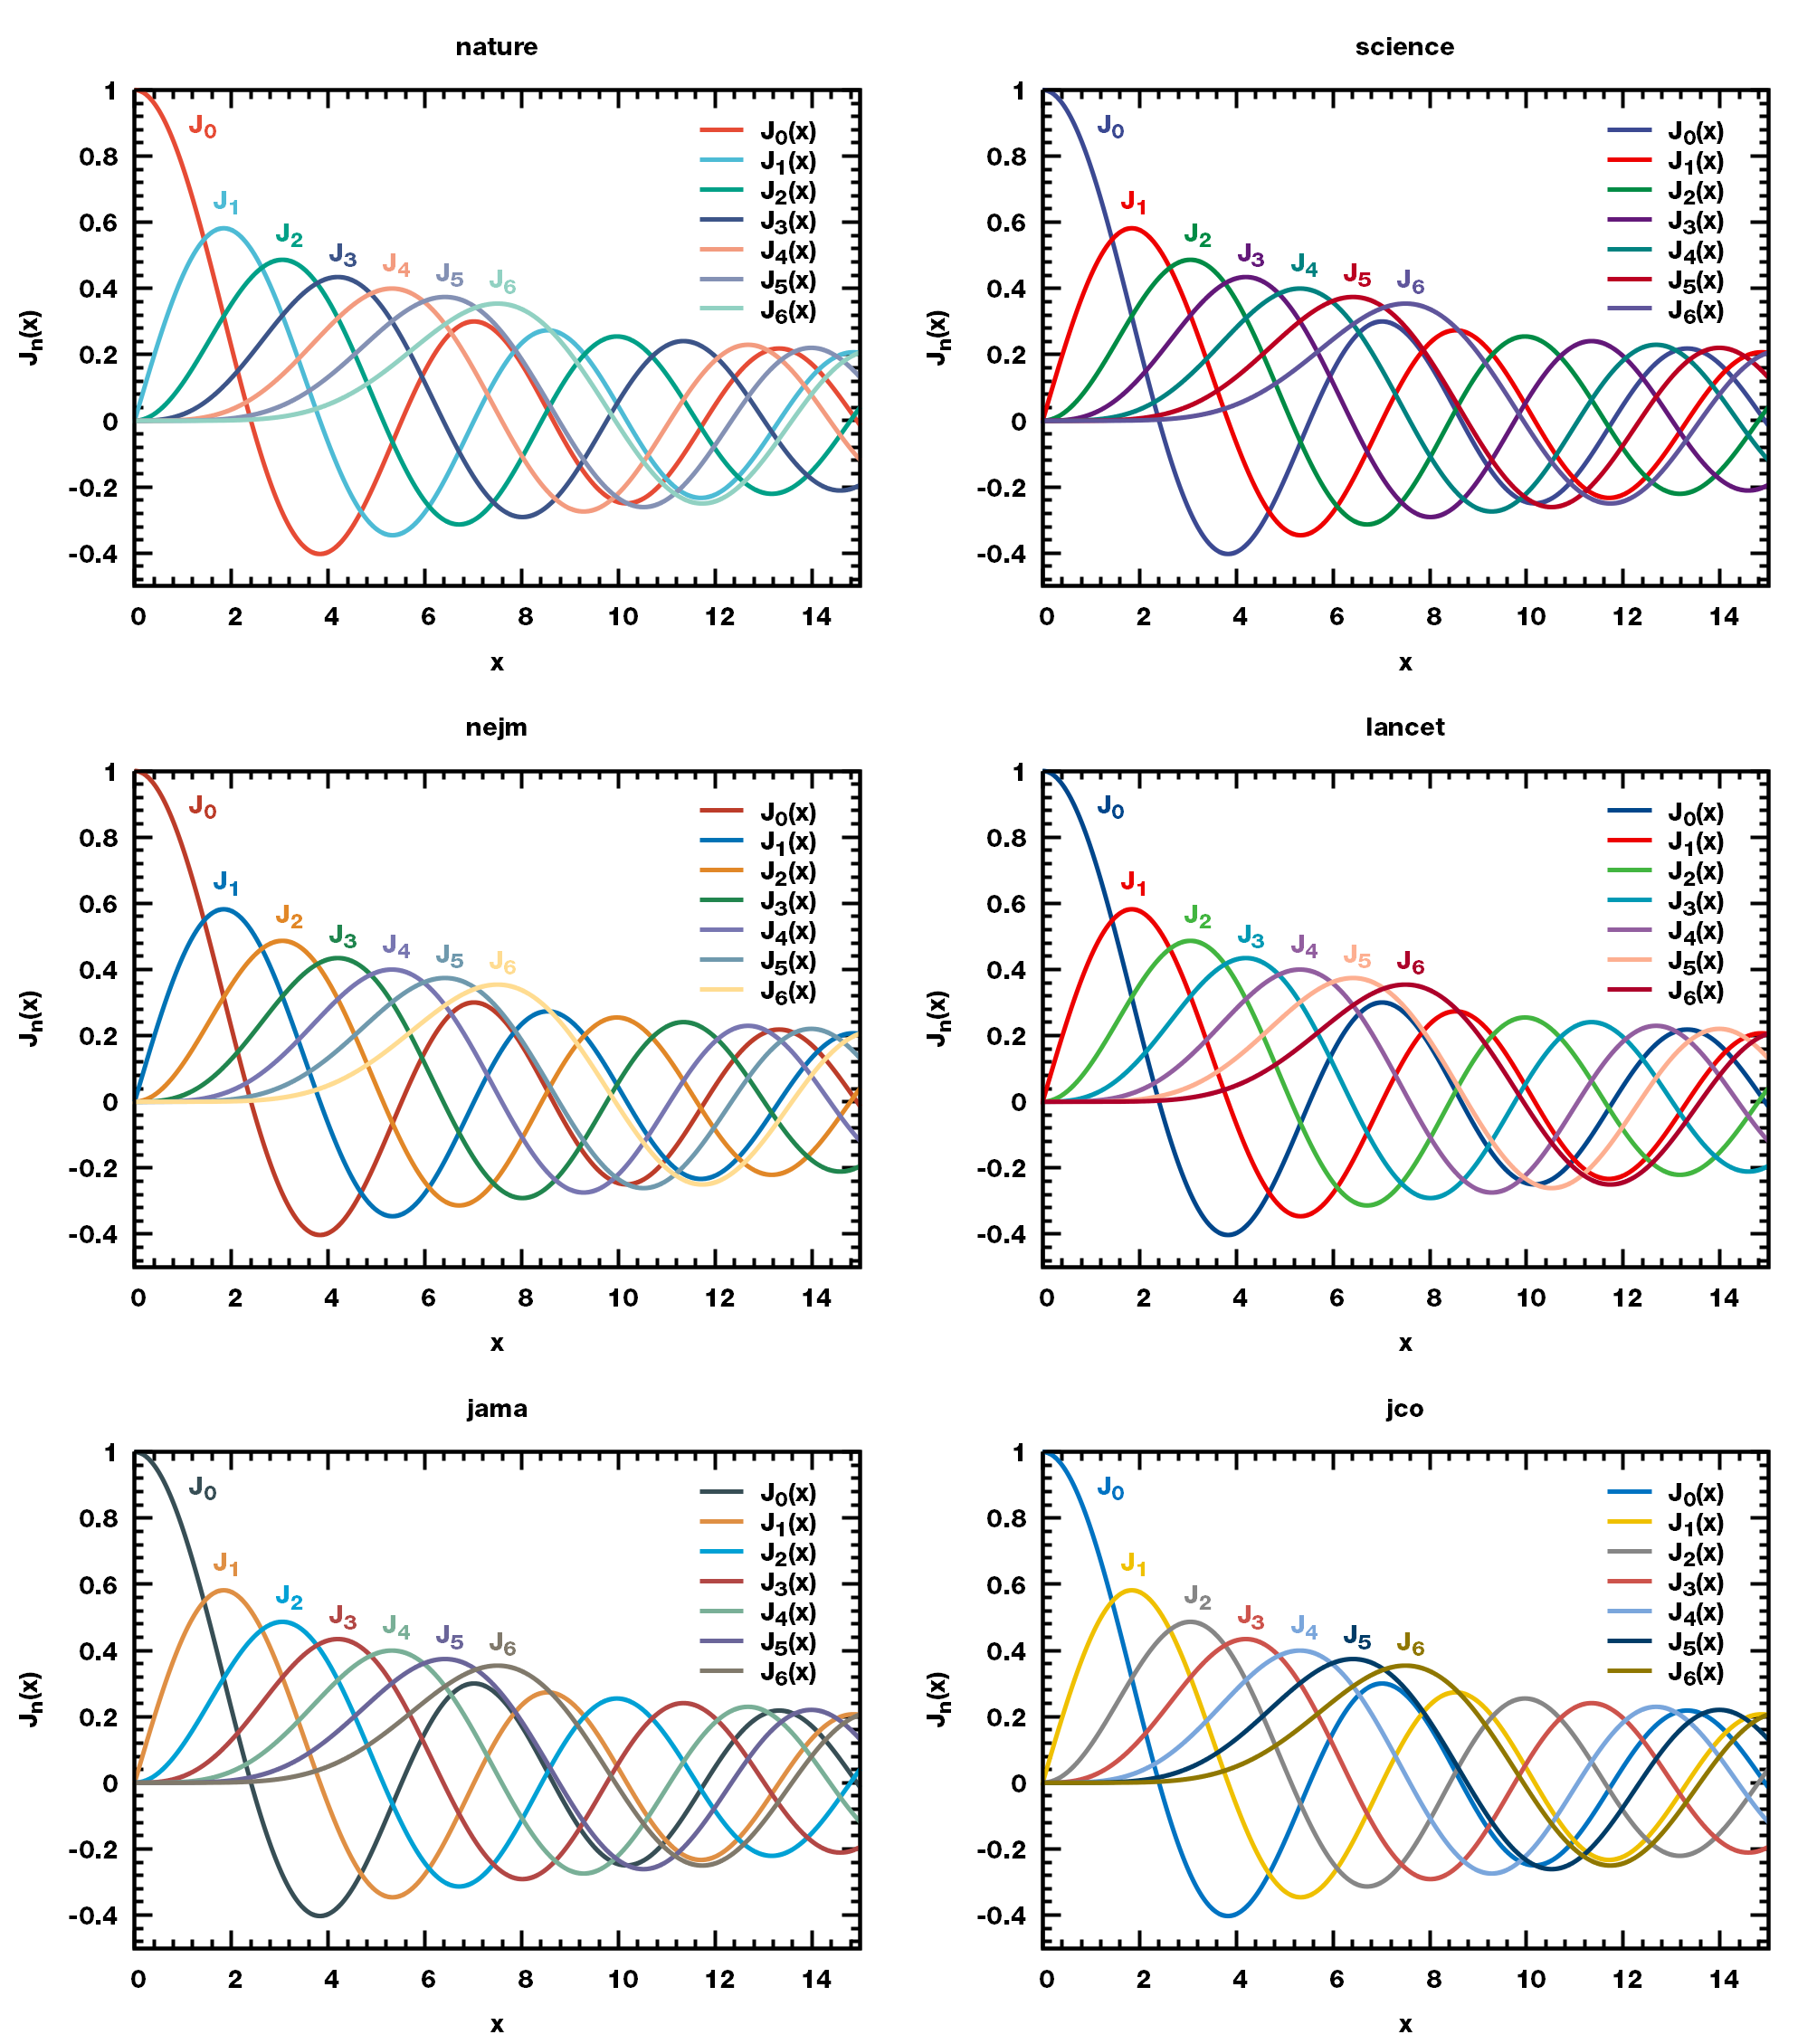 nature
1
0.8
0.6
0.4
0.2
0
-0.2
-0.4
Jn(x)
J0
J1
J2
J3
J4
J5
J6
J0(x)
J1(x)
J2(x)
J3(x)
J4(x)
J5(x)
J6(x)
0 2 4 6 8 10 12 14
x
science
1
0.8
0.6
0.4
0.2
0
-0.2
-0.4
Jn(x)
J0
J1
J2
J3
J4
J5
J6
J0(x)
J1(x)
J2(x)
J3(x)
J4(x)
J5(x)
J6(x)
0 2 4 6 8 10 12 14
x
nejm
1
0.8
0.6
0.4
0.2
0
-0.2
-0.4
Jn(x)
J0
J1
J2
J3
J4
J5
J6
J0(x)
J1(x)
J2(x)
J3(x)
J4(x)
J5(x)
J6(x)
0 2 4 6 8 10 12 14
x
lancet
1
0.8
0.6
0.4
0.2
0
-0.2
-0.4
Jn(x)
J0
J1
J2
J3
J4
J5
J6
J0(x)
J1(x)
J2(x)
J3(x)
J4(x)
J5(x)
J6(x)
0 2 4 6 8 10 12 14
x
jama
1
0.8
0.6
0.4
0.2
0
-0.2
-0.4
Jn(x)
J0
J1
J2
J3
J4
J5
J6
J0(x)
J1(x)
J2(x)
J3(x)
J4(x)
J5(x)
J6(x)
0 2 4 6 8 10 12 14
x
jco
1
0.8
0.6
0.4
0.2
0
-0.2
-0.4
Jn(x)
J0
J1
J2
J3
J4
J5
J6
J0(x)
J1(x)
J2(x)
J3(x)
J4(x)
J5(x)
J6(x)
0 2 4 6 8 10 12 14
x